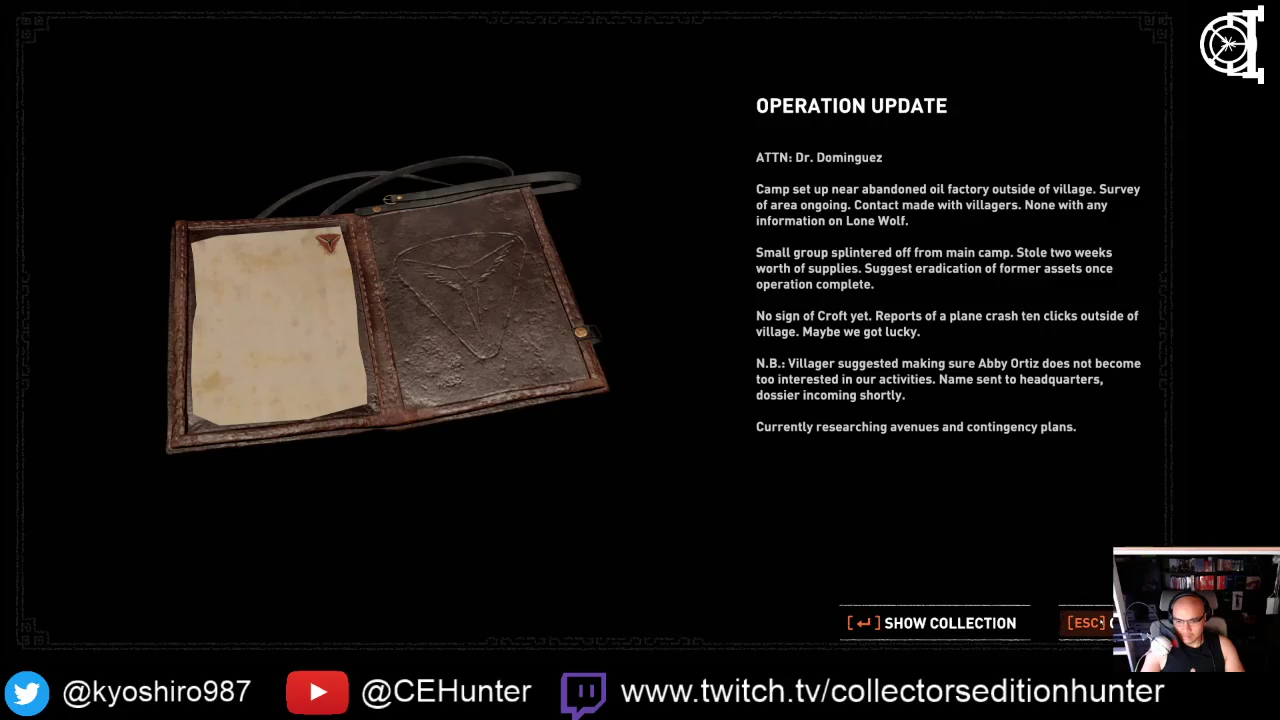 OPERATION UPDATE
ATTN: Dr. Dominguez
Camp set up near abandoned oil factory outside of village. Survey
of area ongoing. Contact made with villagers. None with any
information on Lone Wolf.
Small group splintered off from main camp. Stole two weeks
worth of supplies. Suggest eradication of former assets once
operation complete.
No sign of Croft yet. Reports of a plane crash ten clicks outside of
village. Maybe we got lucky.
N.B.: Villager suggested making sure Abby Ortiz does not become
too interested in our activities. Name sent to headquarters,
dossier incoming shortly.
Currently researching avenues and contingency plans.
[↵] SHOW COLLECTION
[ESC]
@kyoshiro987
@CEHunter
www.twitch.tv/collectorseditionhunter